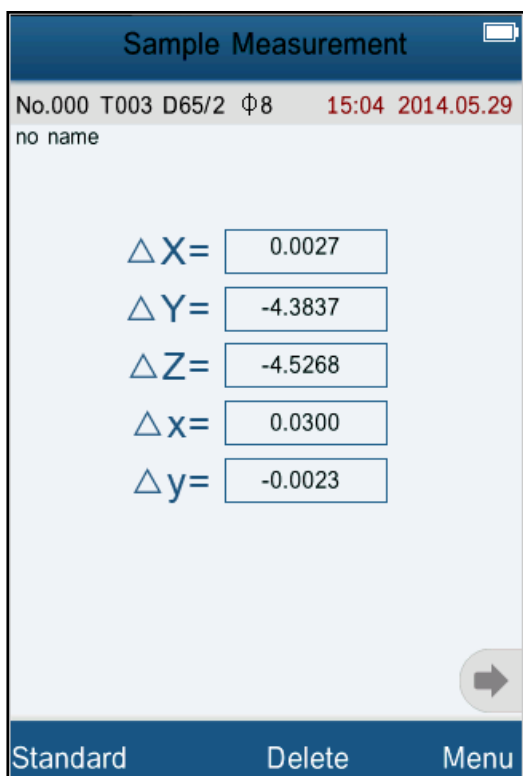 Sample Measurement
No.000 T003 D65/2 Φ8 15:04 2014.05.29
no name
△X= 0.0027
△Y= -4.3837
△Z= -4.5268
△x= 0.0300
△y= -0.0023
Standard Delete Menu